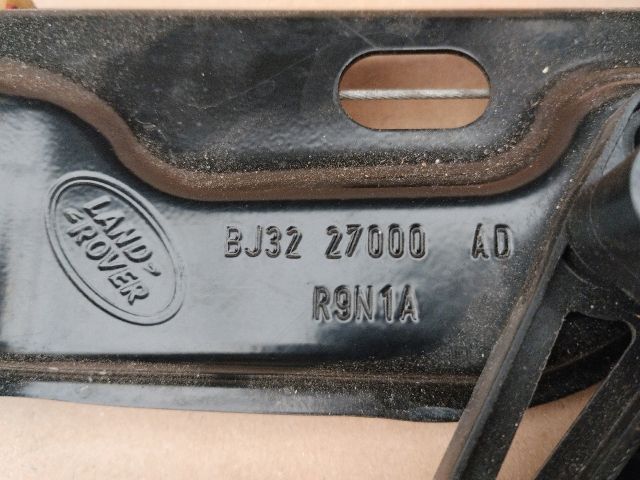 LAND-
ROVER
BJ32 27000 AD
R9N1A